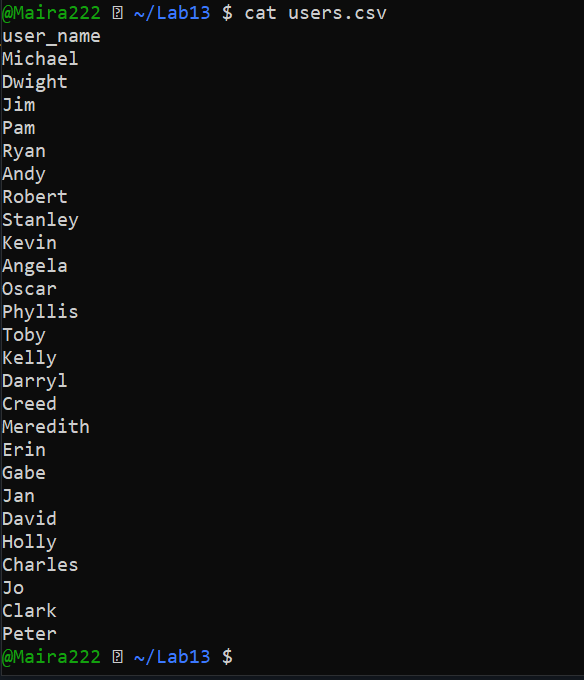 @Maira222 ~/Lab13 $ cat users.csv
user_name
Michael
Dwight
Jim
Pam
Ryan
Andy
Robert
Stanley
Kevin
Angela
Oscar
Phyllis
Toby
Kelly
Darryl
Creed
Meredith
Erin
Gabe
Jan
David
Holly
Charles
Jo
Clark
Peter
@Maira222 ~/Lab13 $